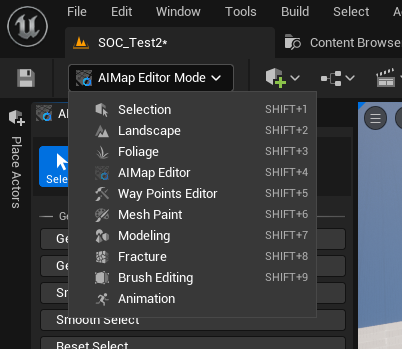 File Edit Window Tools Build Select Ac
SOC_Test2* Content Browse
AIMap Editor Mode
AI
Selection SHIFT+1
Landscape SHIFT+2
Foliage SHIFT+3
AIMap Editor SHIFT+4
Way Points Editor SHIFT+5
Mesh Paint SHIFT+6
Modeling SHIFT+7
Fracture SHIFT+8
Brush Editing SHIFT+9
Animation
Place Actors
Sele
Ge
Ge
Ge
Sm
Smooth Select
Reset Select